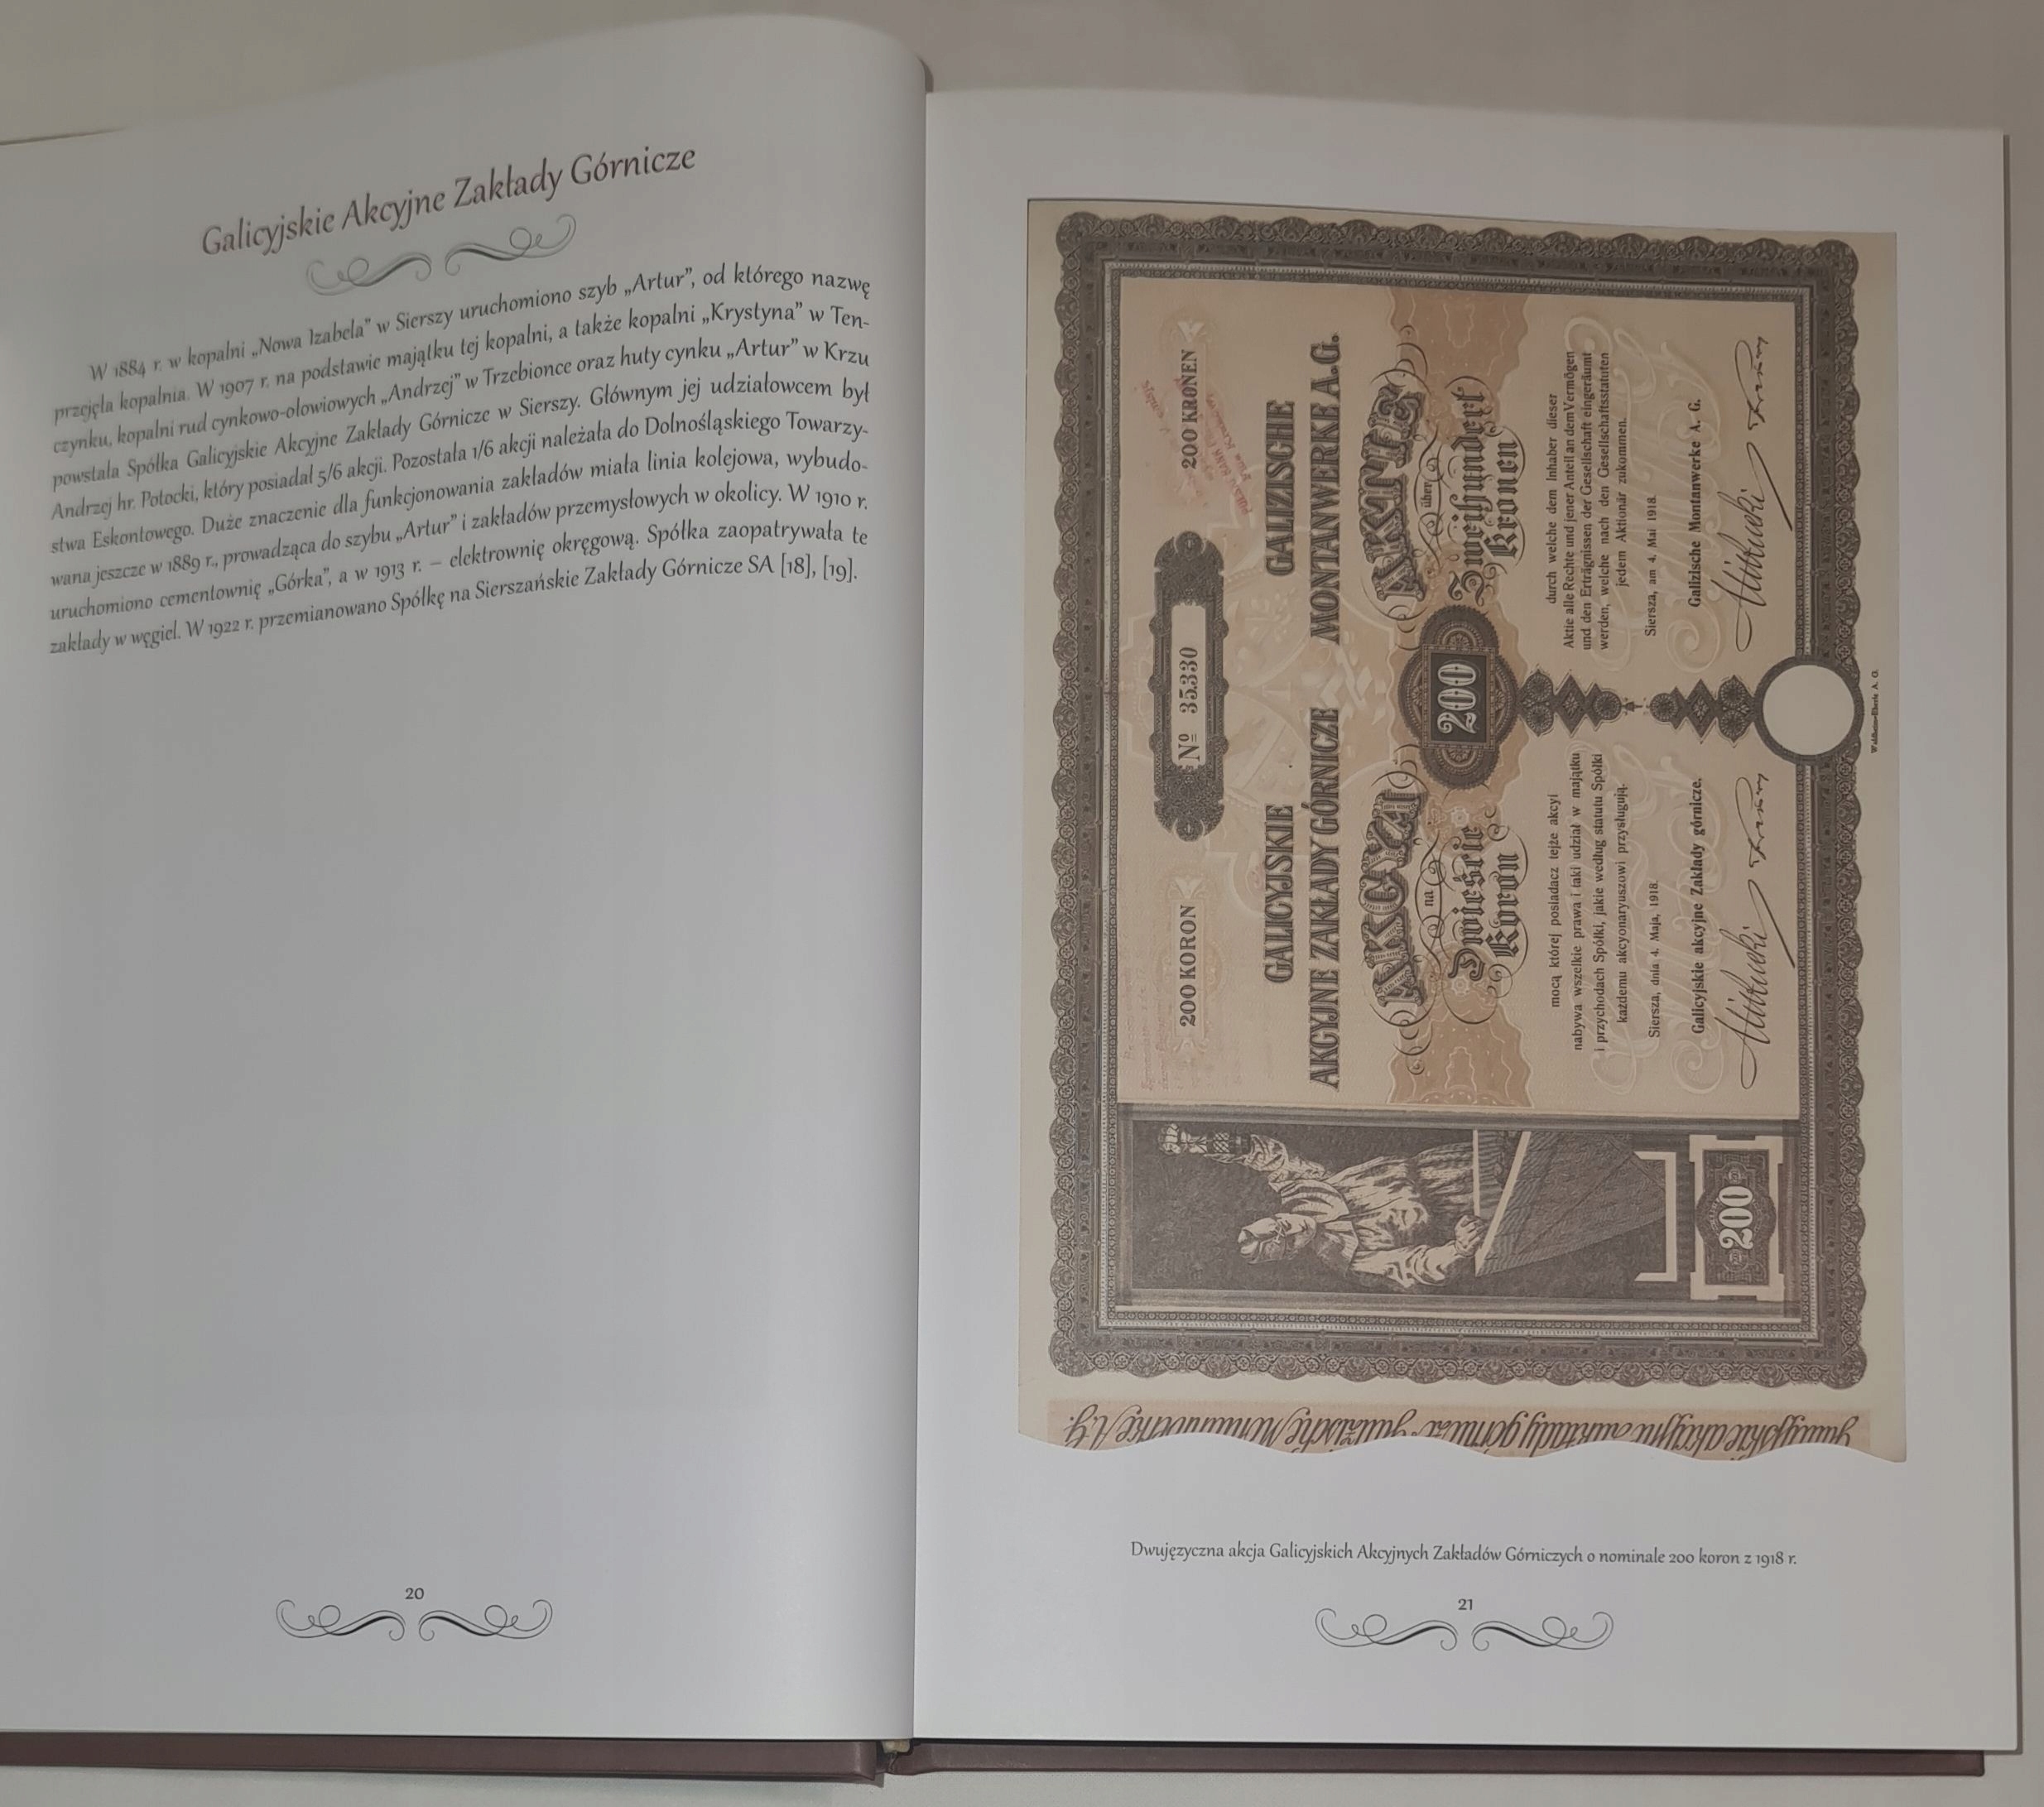 Galicyjskie Akcyjne Zakłady Górnicze
W 1884 r. w kopalni „Nowa Izabela” w Sierszy uruchomiono szyb „Artur”, od którego nazwę
przejęła kopalnia. W 1907 r. na podstawie majątku tej kopalni, a także kopalni „Krystyna” w Ten-
czynku, kopalni rud cynkowo-ołowiowych „Andrzej” w Trzebionce oraz huty cynku „Artur” w Krzu
powstała Spółka Galicyjskie Akcyjne Zakłady Górnicze w Sierszy. Głównym jej udziałowcem był
Andrzej hr. Potocki, który posiadał 5/6 akcji. Pozostała 1/6 akcji należała do Dolnośląskiego Towarzy-
stwa Eskontowego. Duże znaczenie dla funkcjonowania zakładów miała linia kolejowa, wybudo-
wana jeszcze w 1889 r., prowadząca do szybu „Artur” i zakładów przemysłowych w okolicy. W 1910 r.
uruchomiono cementownię „Górka”, a w 1913 r. – elektrownię okręgową. Spółka zaopatrywała te
zakłady w węgiel. W 1922 r. przemianowano Spółkę na Sierszańskie Zakłady Górnicze SA [18], [19].
20
200 KORON
Nº 35330
200 KRONEN
GALICYJSKIE
AKCYJNE ZAKŁADY GÓRNICZE
AKCYA
na
Dwieście
Koron
mocą której posiadacz tejże akcyi
nabywa wszelkie prawa i taki udział w majątku
i przychodach Spółki, jakie według statutu Spółki
każdemu akcyonaryuszowi przysługują.
Siersza, dnia 4. Maja, 1918.
Galicyjskie akcyjne Zakłady górnicze.
200
GALIZISCHE
MONTANWERKE A.G.
AKTIE
über
Zweihundert
Kronen
durch welche dem Inhaber dieser
Aktie alle Rechte und jener Anteil an dem Vermögen
und den Erträgnissen der Gesellschaft eingeräumt
werden, welche nach den Gesellschaftsstatuten
jedem Aktionär zukommen.
Siersza, am 4. Mai 1918.
Galizische Montanwerke A. G.
200
Dwujęzyczna akcja Galicyjskich Akcyjnych Zakładów Górniczych o nominale 200 koron z 1918 r.
21